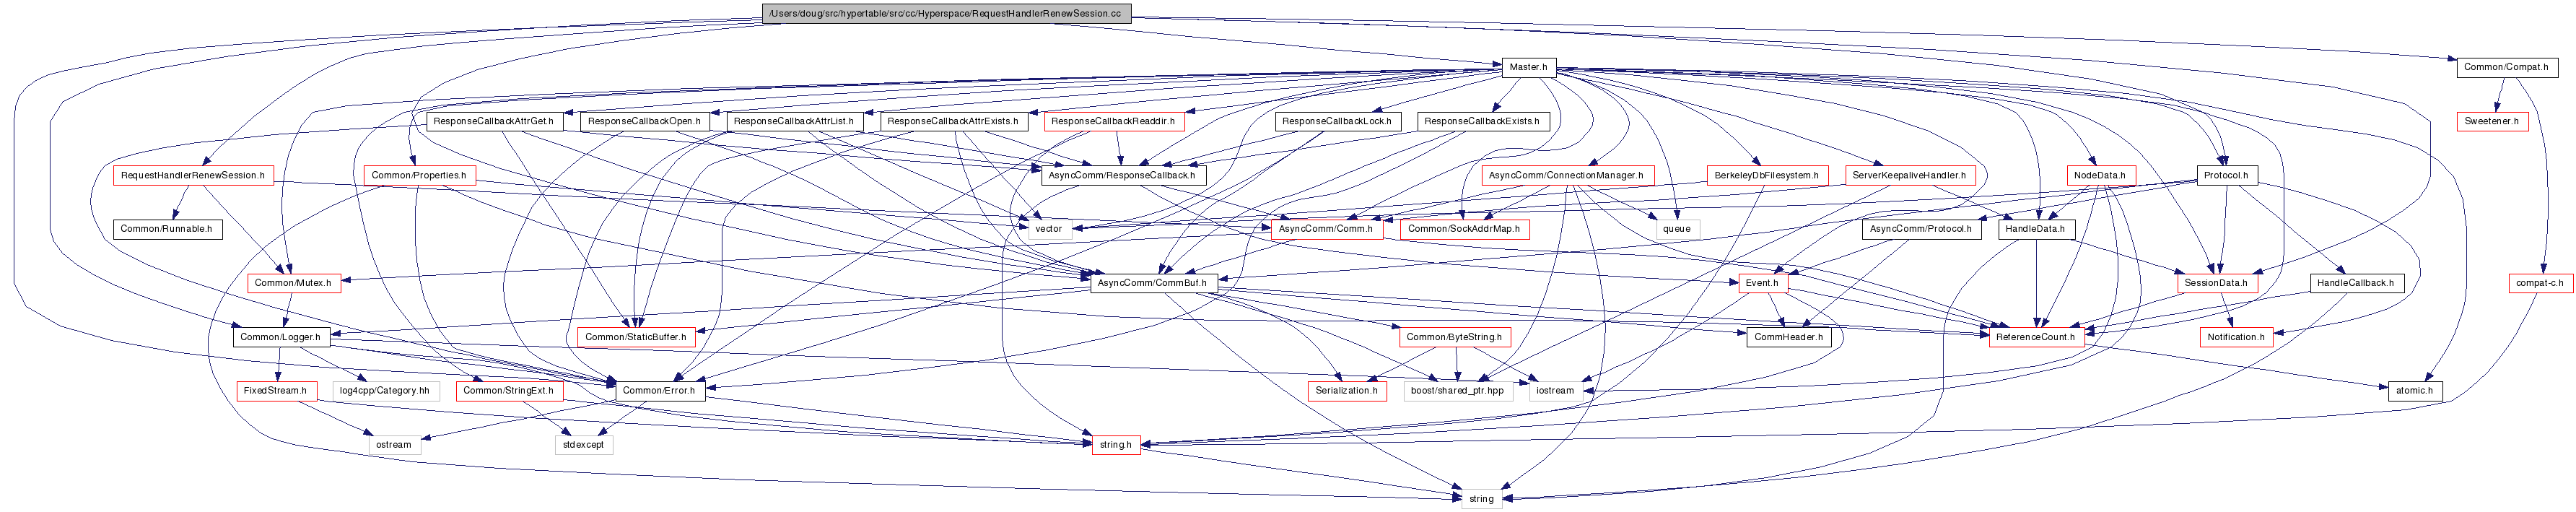 /Users/doug/src/hypertable/src/cc/Hyperspace/RequestHandlerRenewSession.cc
Master.h
Common/Compat.h
ResponseCallbackAttrGet.h
ResponseCallbackOpen.h
ResponseCallbackAttrList.h
ResponseCallbackAttrExists.h
ResponseCallbackReaddir.h
ResponseCallbackLock.h
ResponseCallbackExists.h
Sweetener.h
RequestHandlerRenewSession.h
Common/Properties.h
AsyncComm/ResponseCallback.h
AsyncComm/ConnectionManager.h
BerkeleyDbFilesystem.h
ServerKeepaliveHandler.h
NodeData.h
Protocol.h
Common/Runnable.h
vector
AsyncComm/Comm.h
Common/SockAddrMap.h
queue
AsyncComm/Protocol.h
HandleData.h
Common/Mutex.h
AsyncComm/CommBuf.h
Event.h
SessionData.h
HandleCallback.h
compat-c.h
Common/Logger.h
Common/StaticBuffer.h
Common/ByteString.h
CommHeader.h
ReferenceCount.h
Notification.h
FixedStream.h
log4cpp/Category.hh
Common/StringExt.h
Common/Error.h
Serialization.h
boost/shared_ptr.hpp
iostream
atomic.h
ostream
stdexcept
string.h
string